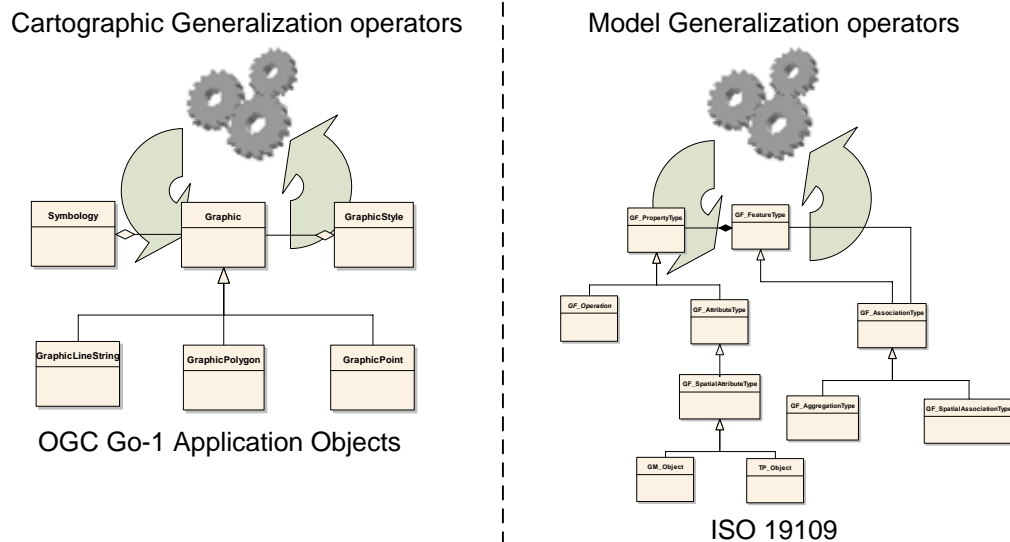 Cartographic Generalization operators
Symbology
Graphic
GraphicStyle
GraphicLineString
GraphicPolygon
GraphicPoint
OGC Go-1 Application Objects
Model Generalization operators
GF_PropertyType
GF_FeatureType
GF_Operation
GF_AttributeType
GF_AssociationType
GF_SpatialAttributeType
GF_AggregationType
GF_SpatialAssociationType
GM_Object
TP_Object
ISO 19109